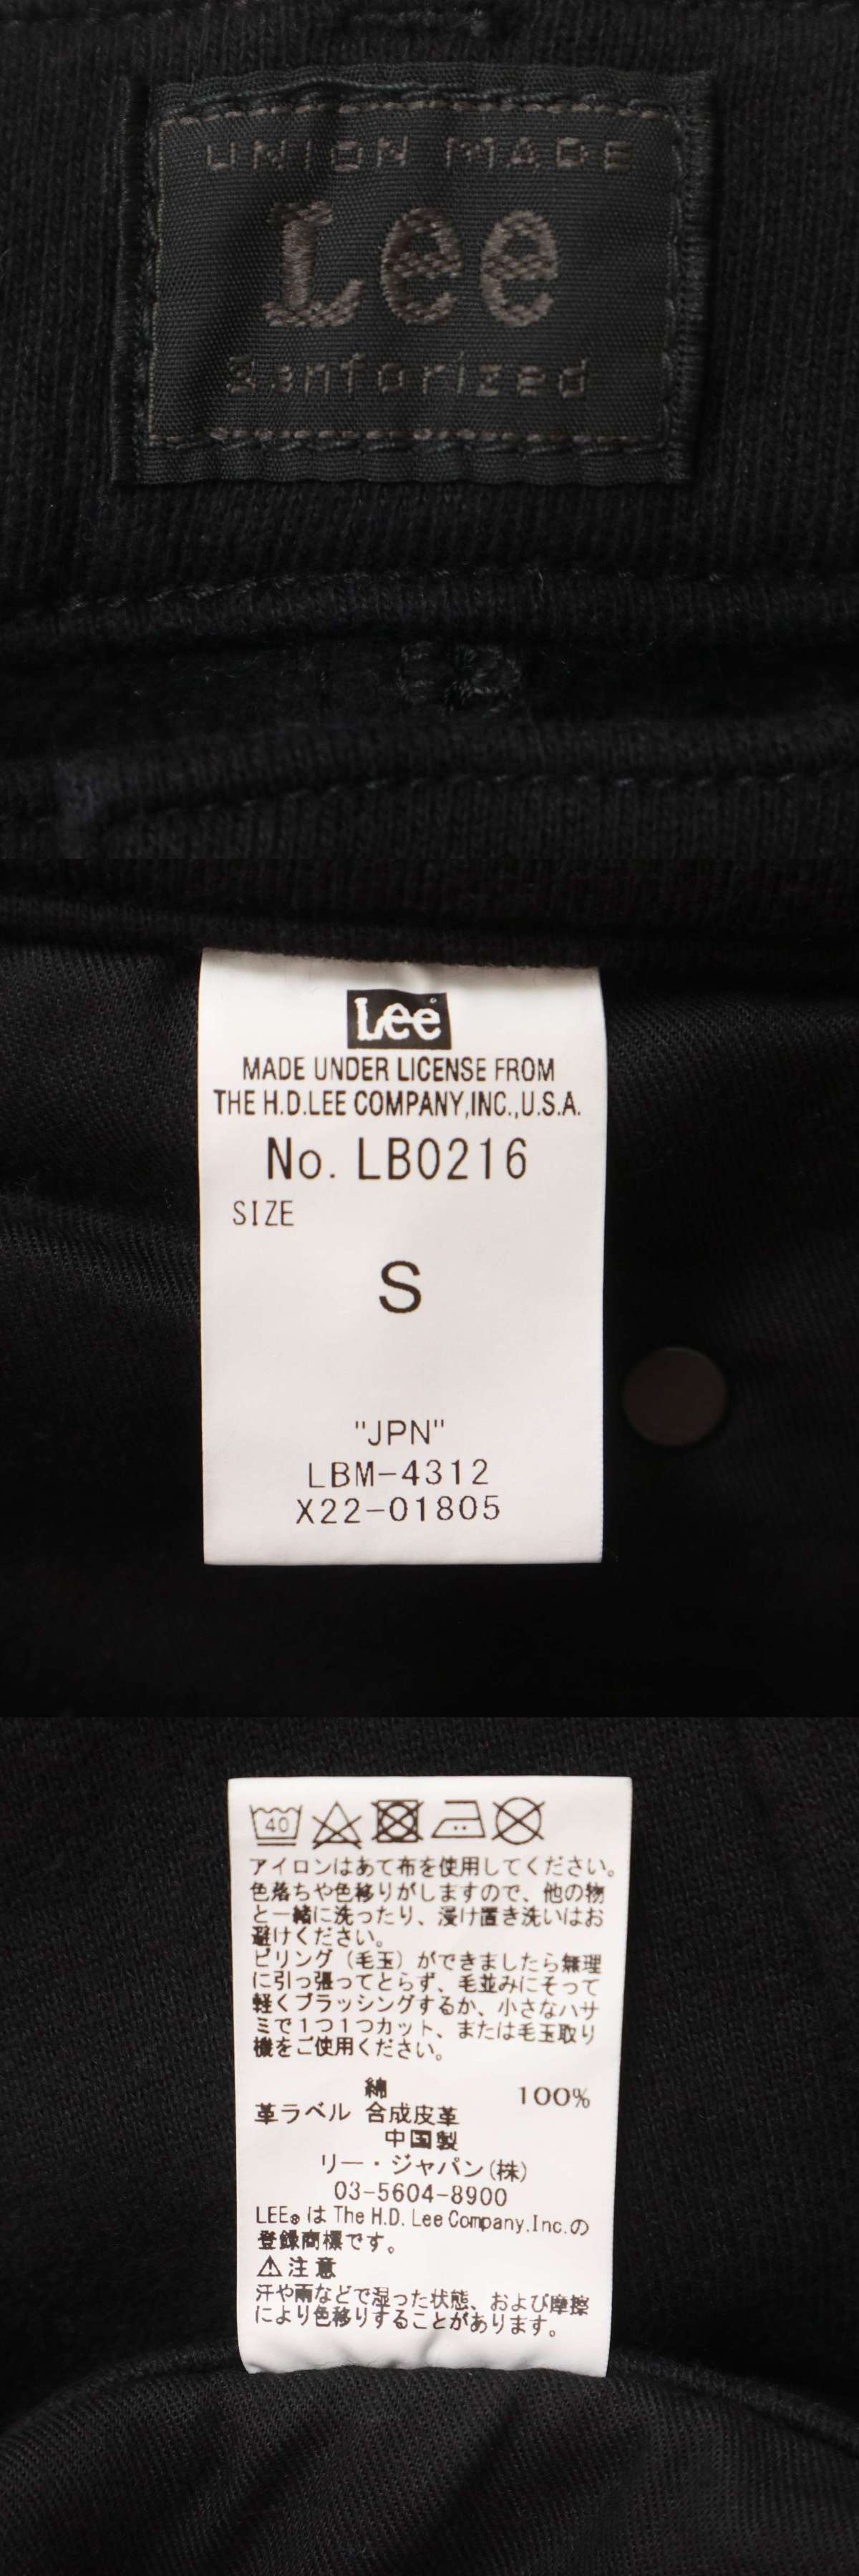 UNION MADE
Lee
Sanforized
Lee
MADE UNDER LICENSE FROM
THE H.D.LEE COMPANY,INC.,U.S.A.
No. LB0216
SIZE
S
"JPN"
LBM-4312
X22-01805
40
アイロンはあて布を使用してください。
色落ちや色移りがしますので、他の物
と一緒に洗ったり、浸け置き洗いはお
避けください。
ピリング（毛玉）ができましたら無理
に引っ張ってとらず、毛並みにそって
軽くブラッシングするか、小さなハサ
ミで１つ１つカット、または毛玉取り
機をご使用ください。
綿 100%
革ラベル 合成皮革
中国製
リー・ジャパン(株)
03-5604-8900
LEE® は The H.D. Lee Company.Inc.の
登録商標です。
⚠注意
汗や雨などで湿った状態、および摩擦
により色移りすることがあります。